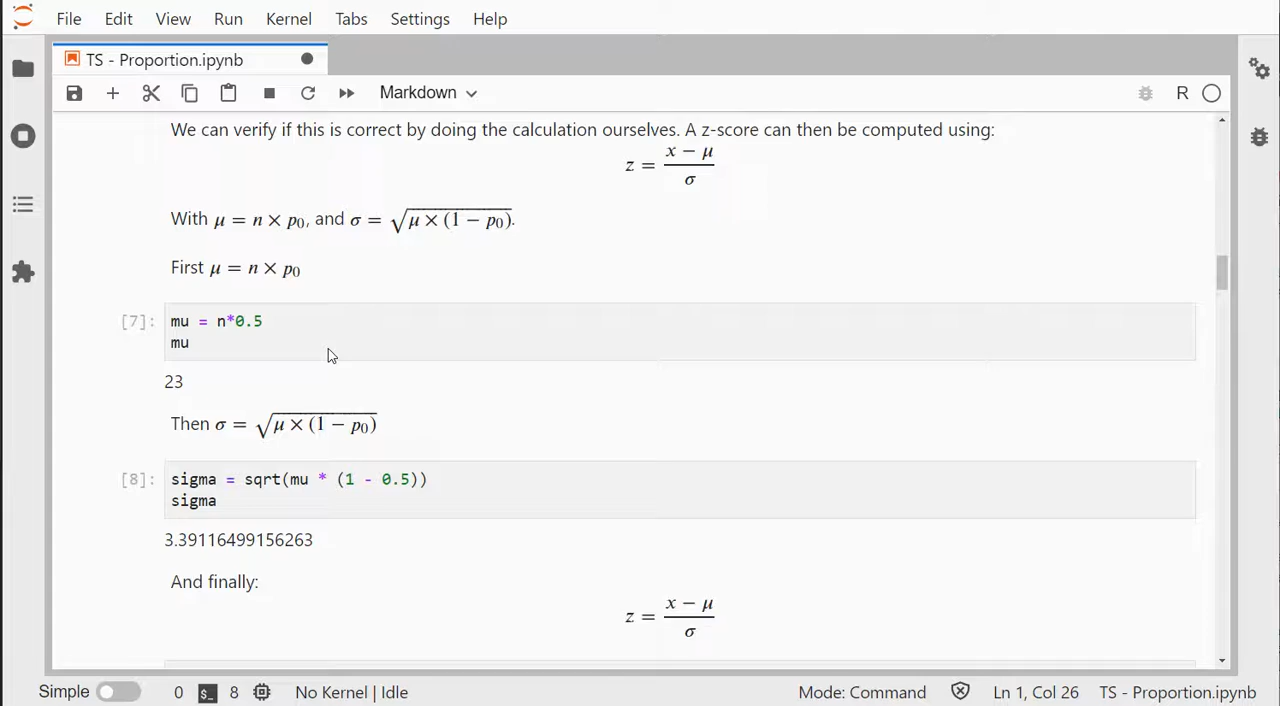 File Edit View Run Kernel Tabs Settings Help
TS - Proportion.ipynb
Markdown R
We can verify if this is correct by doing the calculation ourselves. A z-score can then be computed using:
z = (x − μ)/σ
With μ = n × p₀, and σ = √(μ × (1 − p₀)).
First μ = n × p₀
[7]: mu = n*0.5
mu
23
Then σ = √(μ × (1 − p₀))
[8]: sigma = sqrt(mu * (1 - 0.5))
sigma
3.39116499156263
And finally:
z = (x − μ)/σ
Simple 0 $_ 8 No Kernel | Idle Mode: Command Ln 1, Col 26 TS - Proportion.ipynb